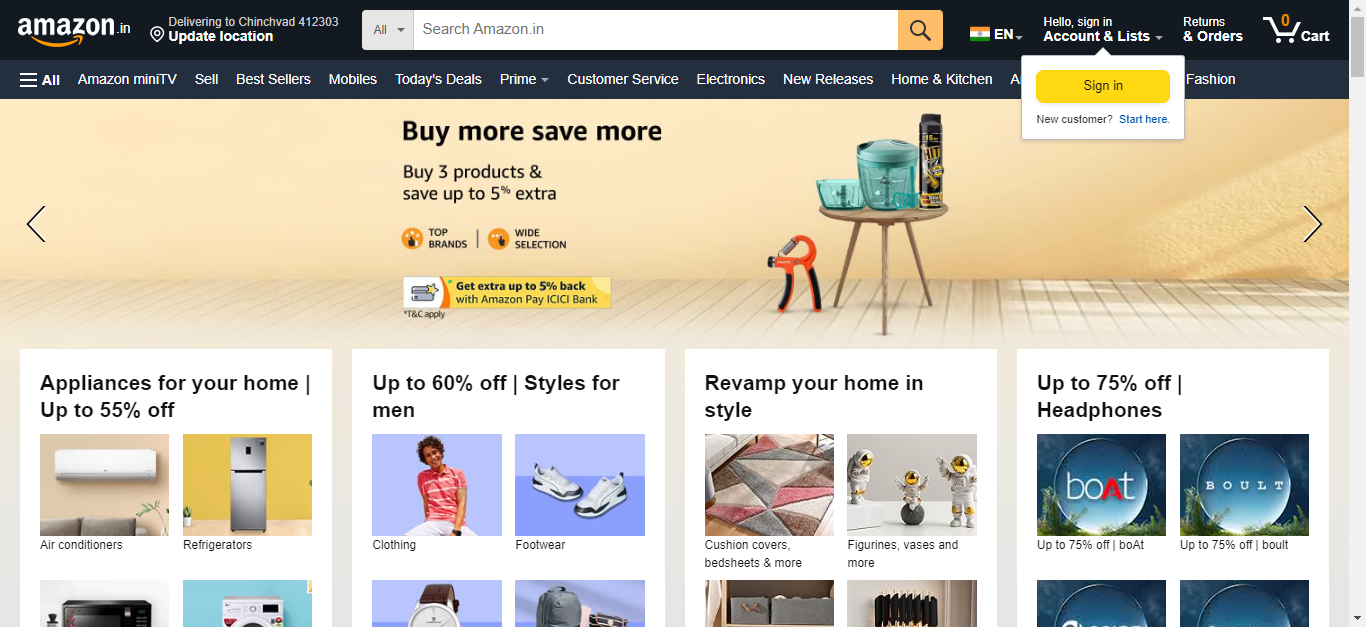 amazon.in
Delivering to Chinchvad 412303
Update location
All
Search Amazon.in
EN
Hello, sign in
Account & Lists
Returns
& Orders
0
Cart
All
Amazon miniTV
Sell
Best Sellers
Mobiles
Today's Deals
Prime
Customer Service
Electronics
New Releases
Home & Kitchen
Fashion
Sign in
New customer? Start here.
Buy more save more
Buy 3 products &
save up to 5% extra
TOP
BRANDS
WIDE
SELECTION
Get extra up to 5% back
with Amazon Pay ICICI Bank
*T&C apply
HIT
Appliances for your home |
Up to 55% off
Air conditioners
Refrigerators
Up to 60% off | Styles for
men
Clothing
Footwear
Revamp your home in
style
Cushion covers,
bedsheets & more
Figurines, vases and
more
Up to 75% off |
Headphones
boAt
BOULT
Up to 75% off | boAt
Up to 75% off | boult